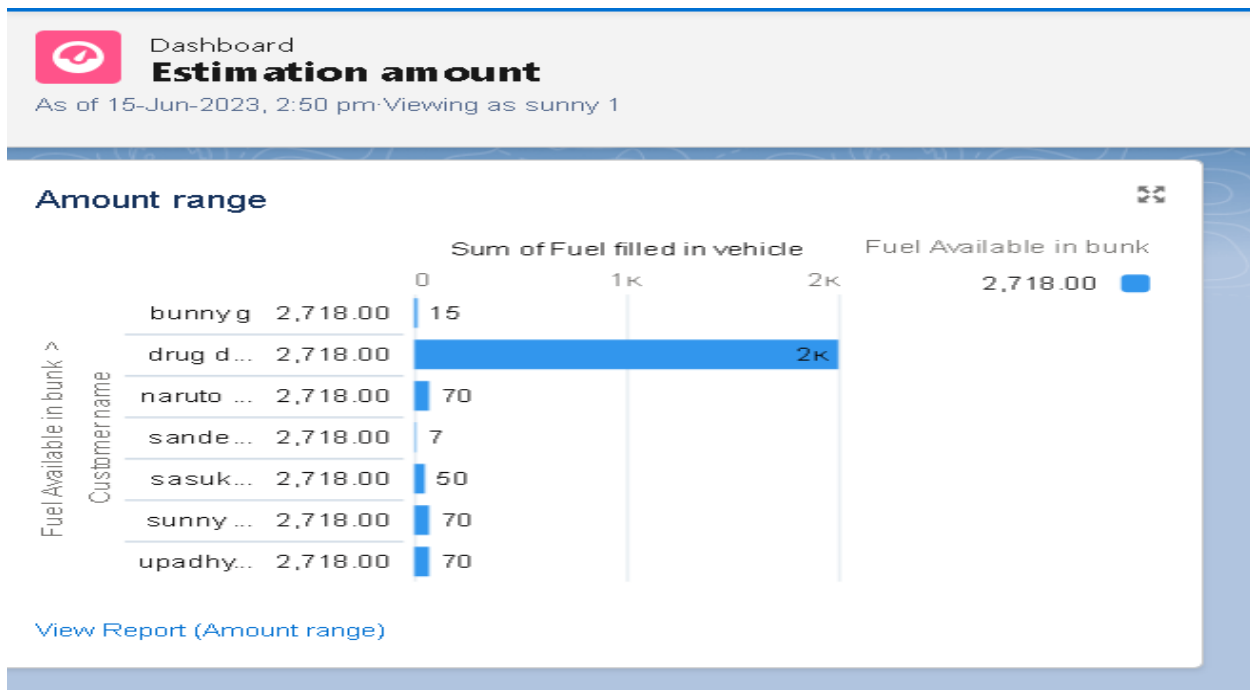 Dashboard
Estimation amount
As of 15-Jun-2023, 2:50 pm·Viewing as sunny 1
Amount range
Sum of Fuel filled in vehicle
Fuel Available in bunk
0 1K 2K
2,718.00
Fuel Available in bunk >
Customer name
bunny g 2,718.00 15
drug d... 2,718.00 2K
naruto ... 2,718.00 70
sande... 2,718.00 7
sasuk... 2,718.00 50
sunny ... 2,718.00 70
upadhy... 2,718.00 70
View Report (Amount range)